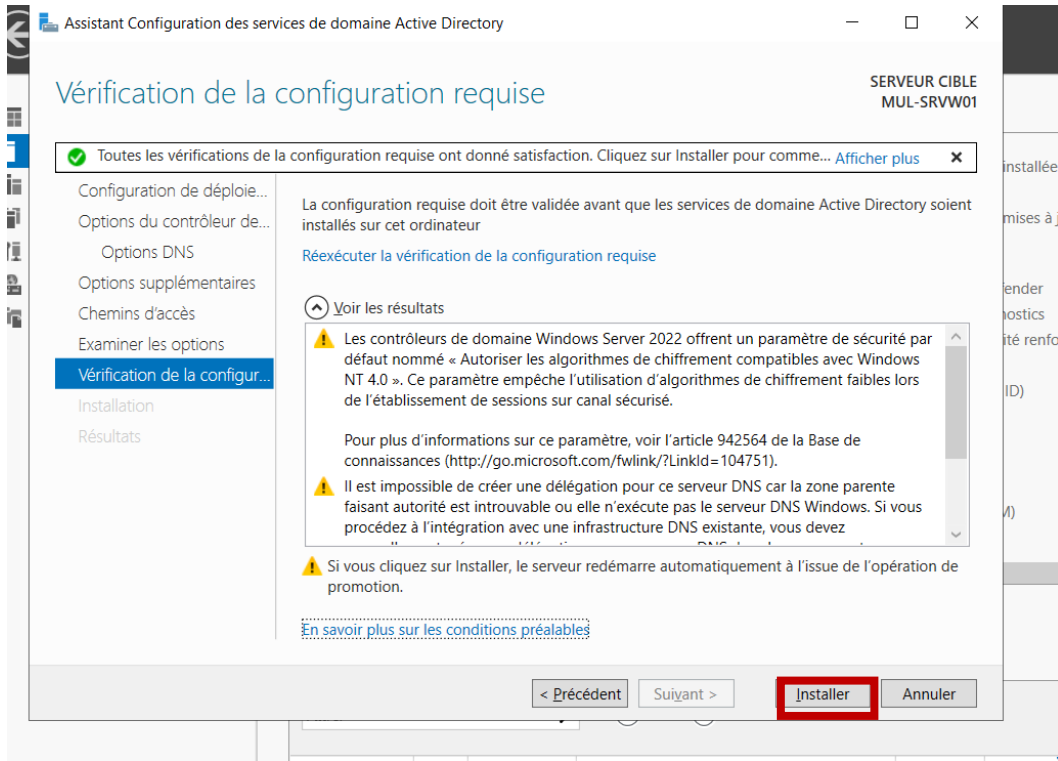 Assistant Configuration des services de domaine Active Directory
Vérification de la configuration requise
SERVEUR CIBLE
MUL-SRVW01
Toutes les vérifications de la configuration requise ont donné satisfaction. Cliquez sur Installer pour comme... Afficher plus
Configuration de déploie...
Options du contrôleur de...
Options DNS
Options supplémentaires
Chemins d'accès
Examiner les options
Vérification de la configur...
Installation
Résultats
La configuration requise doit être validée avant que les services de domaine Active Directory soient
installés sur cet ordinateur
Réexécuter la vérification de la configuration requise
Voir les résultats
Les contrôleurs de domaine Windows Server 2022 offrent un paramètre de sécurité par
défaut nommé « Autoriser les algorithmes de chiffrement compatibles avec Windows
NT 4.0 ». Ce paramètre empêche l'utilisation d'algorithmes de chiffrement faibles lors
de l'établissement de sessions sur canal sécurisé.
Pour plus d'informations sur ce paramètre, voir l'article 942564 de la Base de
connaissances (http://go.microsoft.com/fwlink/?LinkId=104751).
Il est impossible de créer une délégation pour ce serveur DNS car la zone parente
faisant autorité est introuvable ou elle n'exécute pas le serveur DNS Windows. Si vous
procédez à l'intégration avec une infrastructure DNS existante, vous devez
Si vous cliquez sur Installer, le serveur redémarre automatiquement à l'issue de l'opération de
promotion.
En savoir plus sur les conditions préalables
< Précédent
Suivant >
Installer
Annuler
installée
mises à j
ender
nostics
ité renfo
ID)
M)